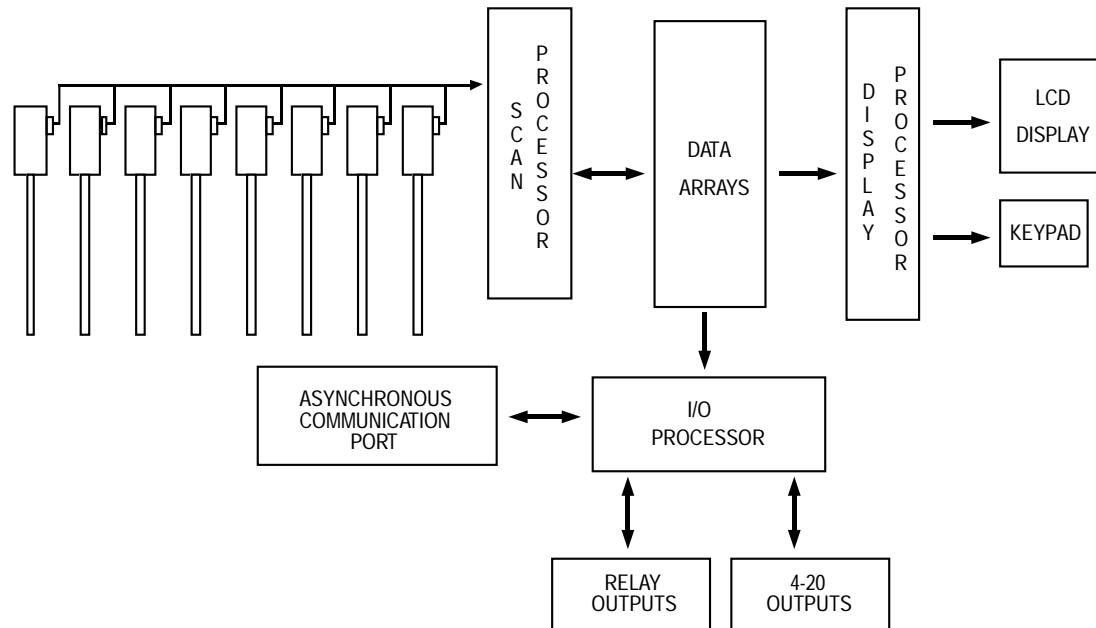 SCAN
PROCESSOR
DATA
ARRAYS
DISPLAY
PROCESSOR
LCD
DISPLAY
KEYPAD
ASYNCHRONOUS
COMMUNICATION
PORT
I/O
PROCESSOR
RELAY
OUTPUTS
4-20
OUTPUTS